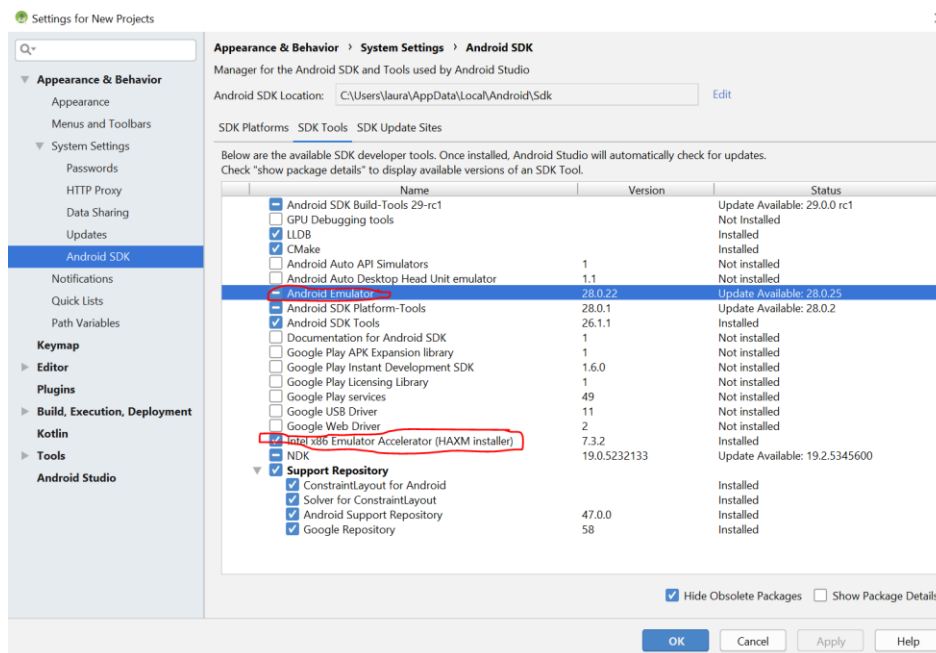 Settings for New Projects
Appearance & Behavior
Appearance
Menus and Toolbars
System Settings
Passwords
HTTP Proxy
Data Sharing
Updates
Android SDK
Notifications
Quick Lists
Path Variables
Keymap
Editor
Plugins
Build, Execution, Deployment
Kotlin
Tools
Android Studio
Appearance & Behavior › System Settings › Android SDK
Manager for the Android SDK and Tools used by Android Studio
Android SDK Location: C:\Users\laura\AppData\Local\Android\Sdk Edit
SDK Platforms SDK Tools SDK Update Sites
Below are the available SDK developer tools. Once installed, Android Studio will automatically check for updates.
Check "show package details" to display available versions of an SDK Tool.
Name Version Status
Android SDK Build-Tools 29-rc1 Update Available: 29.0.0 rc1
GPU Debugging tools Not Installed
LLDB Installed
CMake Installed
Android Auto API Simulators 1 Not installed
Android Auto Desktop Head Unit emulator 1.1 Not installed
Android Emulator 28.0.22 Update Available: 28.0.25
Android SDK Platform-Tools 28.0.1 Update Available: 28.0.2
Android SDK Tools 26.1.1 Installed
Documentation for Android SDK 1 Not installed
Google Play APK Expansion library 1 Not installed
Google Play Instant Development SDK 1.6.0 Not installed
Google Play Licensing Library 1 Not installed
Google Play services 49 Not installed
Google USB Driver 11 Not installed
Google Web Driver 2 Not installed
Intel x86 Emulator Accelerator (HAXM installer) 7.3.2 Installed
NDK 19.0.5232133 Update Available: 19.2.5345600
Support Repository
ConstraintLayout for Android Installed
Solver for ConstraintLayout Installed
Android Support Repository 47.0.0 Installed
Google Repository 58 Installed
Hide Obsolete Packages Show Package Details
OK Cancel Apply Help